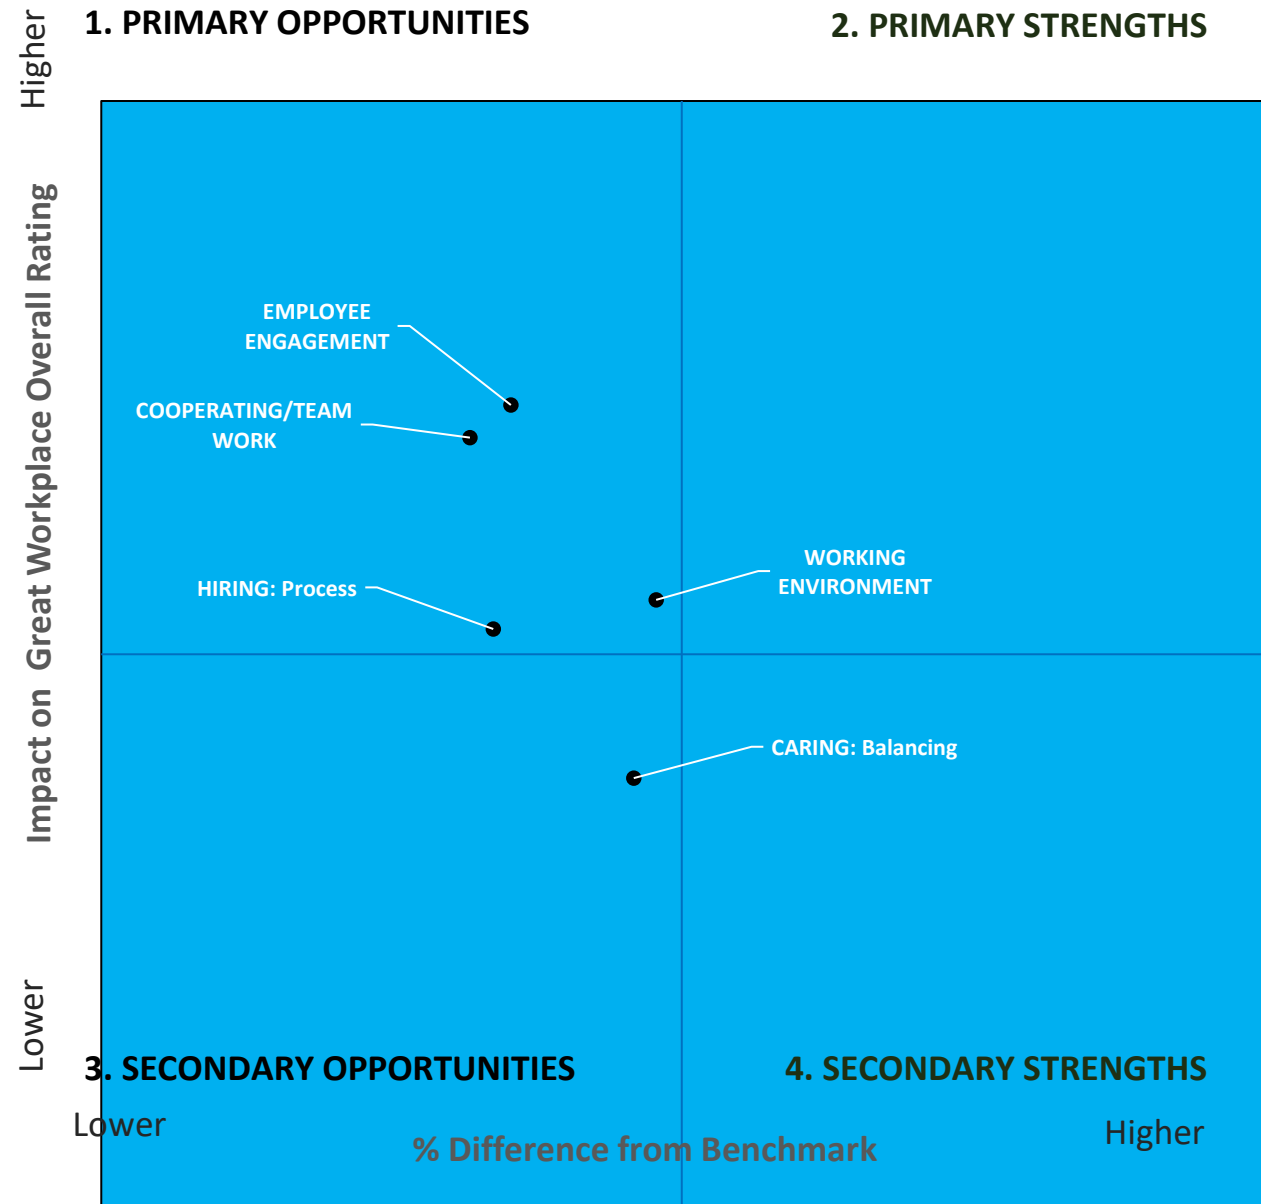 Higher
1. PRIMARY OPPORTUNITIES
2. PRIMARY STRENGTHS
Impact on  Great Workplace Overall Rating
EMPLOYEE
ENGAGEMENT
COOPERATING/TEAM
WORK
WORKING
ENVIRONMENT
HIRING: Process
CARING: Balancing
Lower
3. SECONDARY OPPORTUNITIES
4. SECONDARY STRENGTHS
Lower
% Difference from Benchmark
Higher